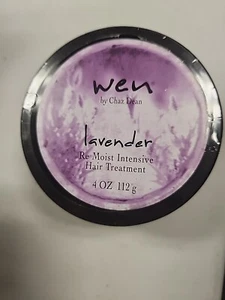 wen
by Chaz Dean
lavender
Re Moist Intensive
Hair Treatment
4 OZ 112 g